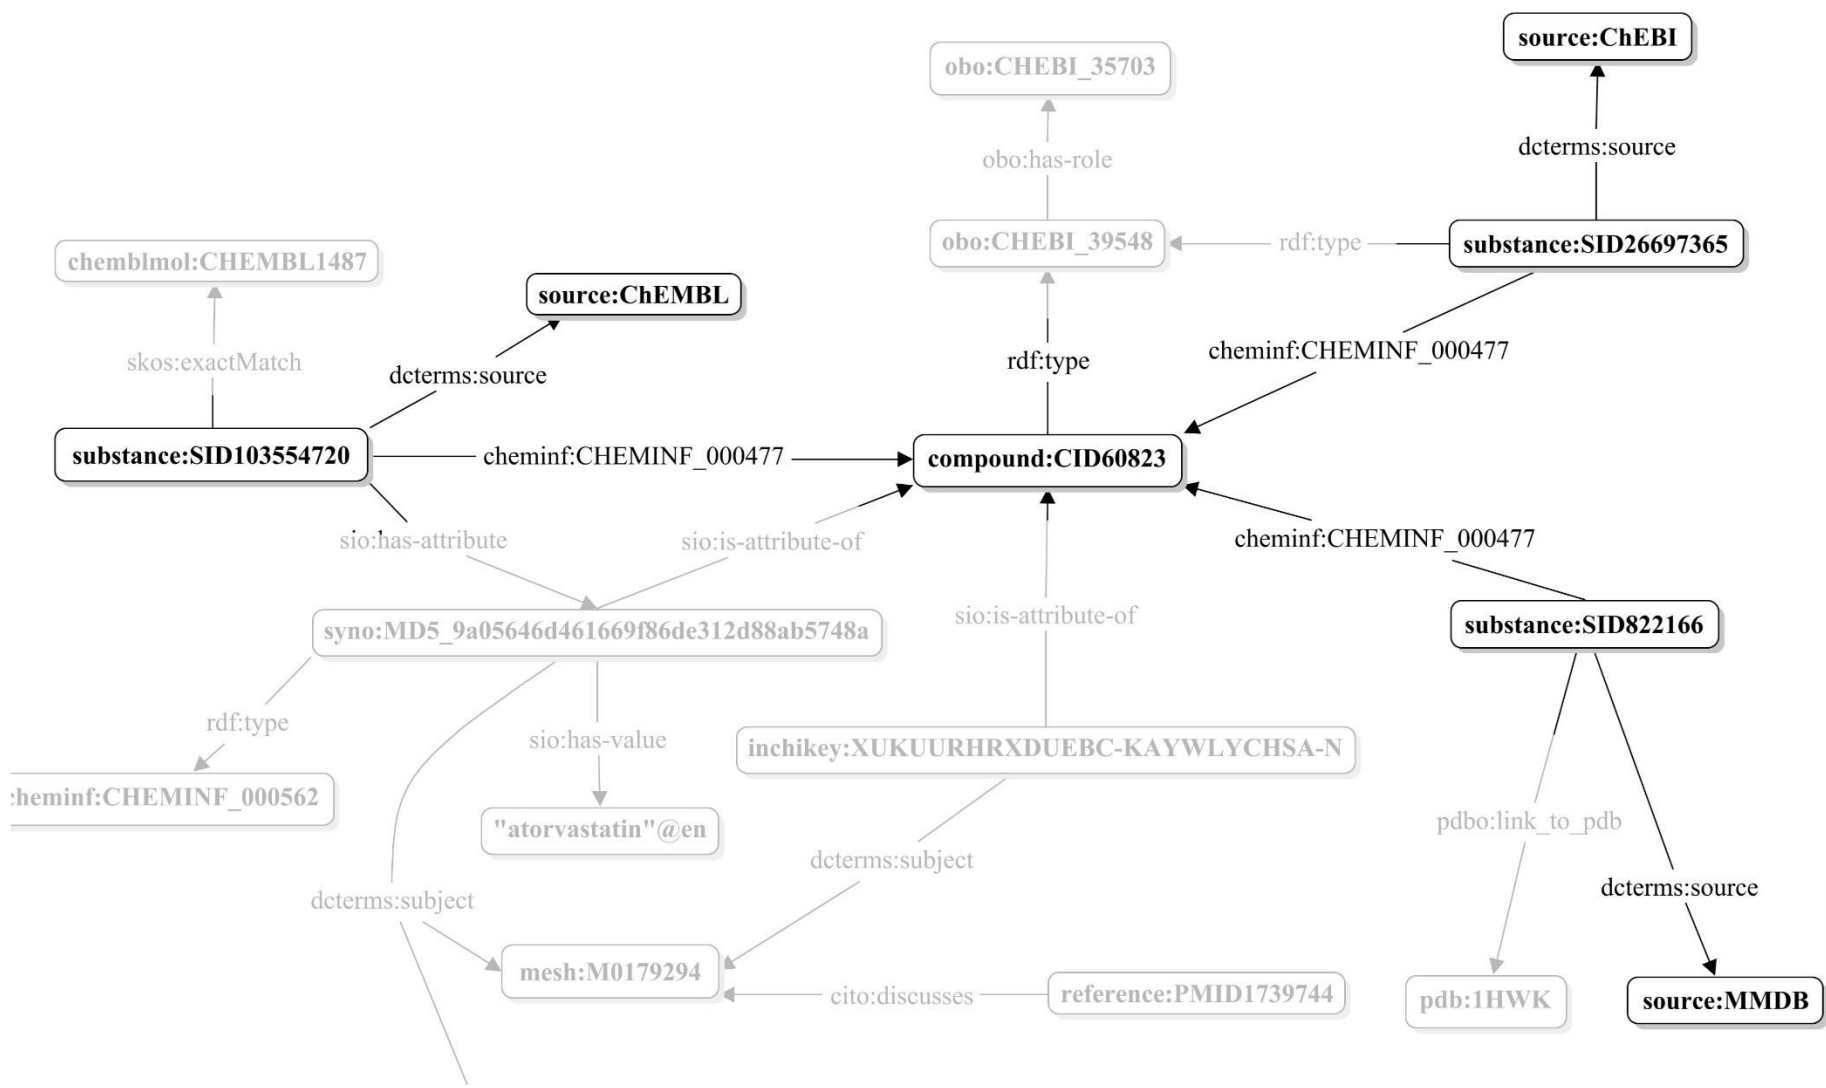 source:ChEBI
obo:CHEBI_35703
dcterms:source
obo:has-role
substance:SID26697365
rdf:type
obo:CHEBI_39548
chemblmol:CHEMBL1487
source:ChEMBL
cheminf:CHEMINF_000477
rdf:type
skos:exactMatch
dcterms:source
substance:SID103554720
cheminf:CHEMINF_000477
compound:CID60823
sio:has-attribute
sio:is-attribute-of
cheminf:CHEMINF_000477
sio:is-attribute-of
substance:SID822166
syno:MD5_9a05646d461669f86de312d88ab5748a
rdf:type
sio:has-value
inchikey:XUKUURHRXDUEBC-KAYWLYCHSA-N
cheminf:CHEMINF_000562
"atorvastatin"@en
pdbo:link_to_pdb
dcterms:subject
dcterms:subject
dcterms:source
mesh:M0179294
cito:discusses
reference:PMID1739744
pdb:1HWK
source:MMDB